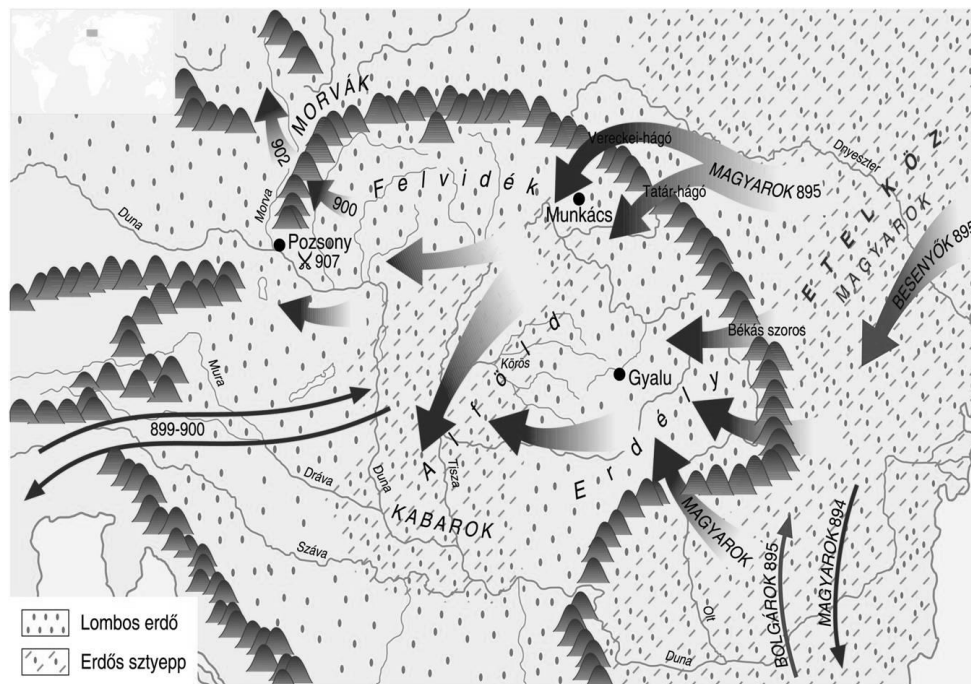 MORVÁK
902
Morva
Duna
900
Felvidék
Pozsony
907
Vereckei-hágó
MAGYAROK 895
Tatár-hágó
Munkács
Dnyeszter
ETELKÖZ
MAGYAROK
BESENYŐK 895
Békás szoros
Körös
Gyalu
Alföld
Erdély
Mura
899-900
Dráva
Duna
Tisza
KABAROK
Száva
MAGYAROK
Olt
Duna
BOLGÁROK 895
MAGYAROK 894
Lombos erdő
Erdős sztyepp